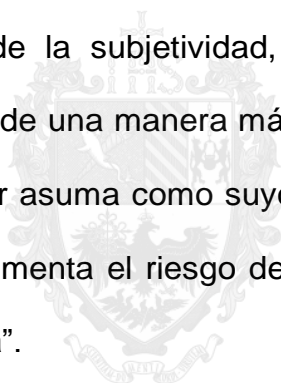 de la subjetividad,
de una manera má
r asuma como suyo
menta el riesgo de
".